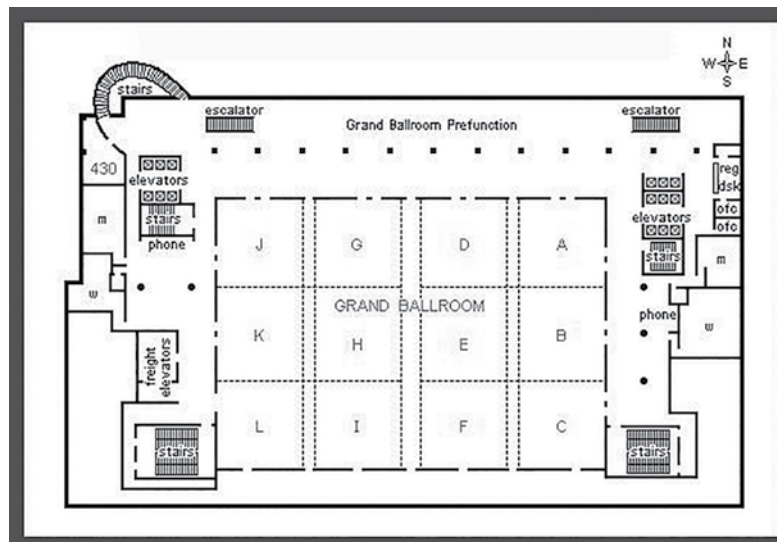 N
W E
S
stairs
escalator
escalator
Grand Ballroom Prefunction
430
elevators
reg
dsk
ofc
ofc
m
stairs
phone
elevators
stairs
m
J
G
D
A
w
GRAND BALLROOM
phone
w
K
H
E
B
freight
elevators
L
I
F
C
stairs
stairs